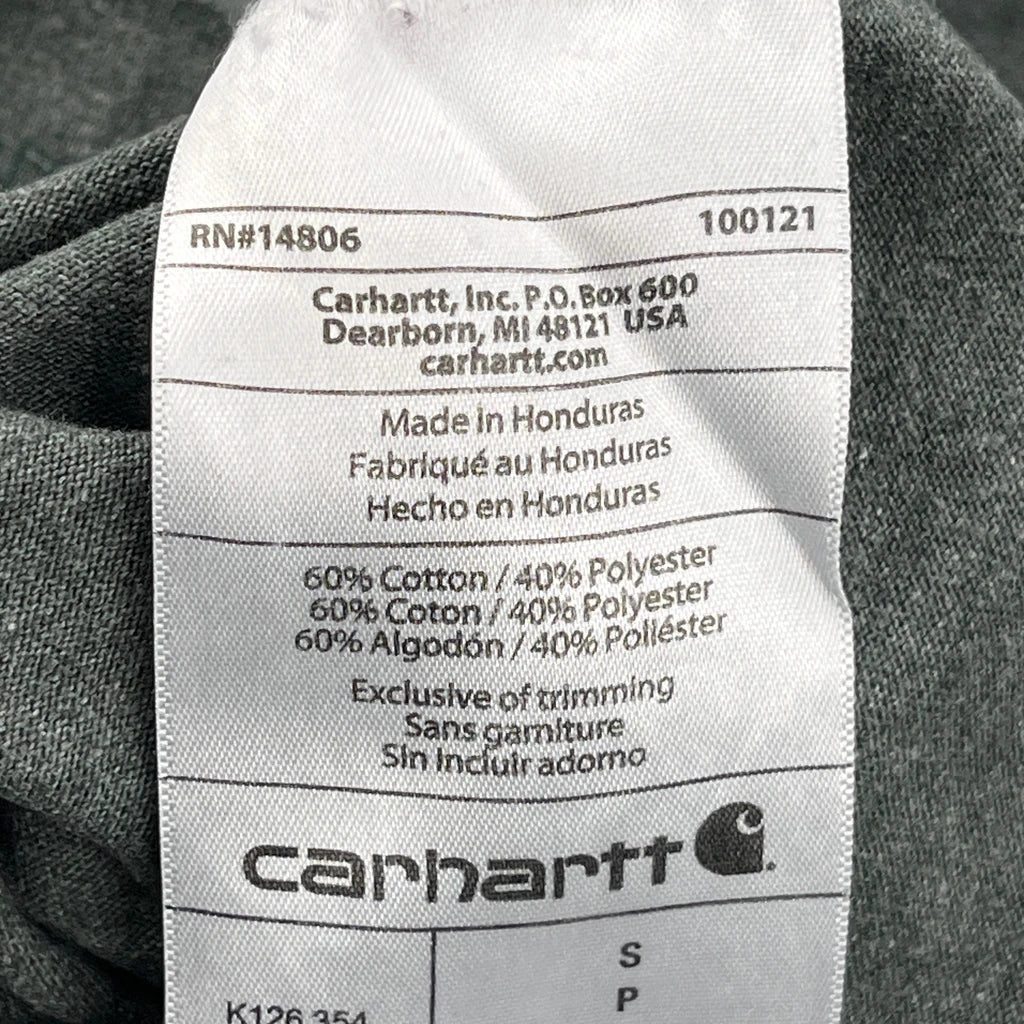 RN#14806 100121
Carhartt, Inc. P.O. Box 600
Dearborn, MI 48121 USA
carhartt.com
Made in Honduras
Fabriqué au Honduras
Hecho en Honduras
60% Cotton / 40% Polyester
60% Coton / 40% Polyester
60% Algodón / 40% Poliéster
Exclusive of trimming
Sans garniture
Sin incluir adorno
carhartt
S
P
K126 354